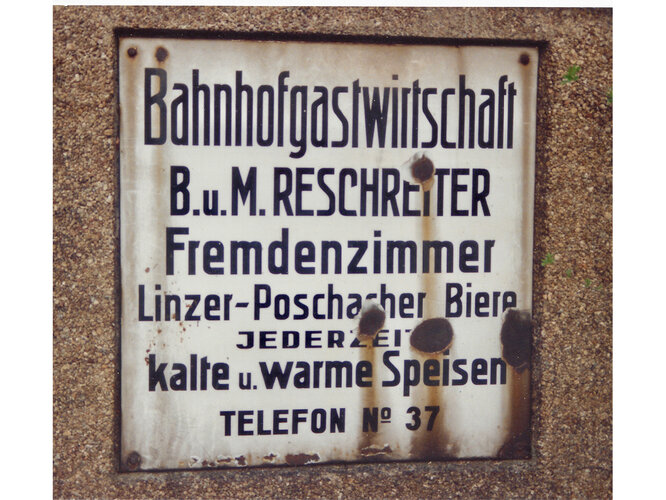 Bahnhofgastwirtschaft
B.u.M. RESCHREITER
Fremdenzimmer
Linzer-Poschacher Biere
JEDERZEIT
kalte u. warme Speisen
TELEFON Nº 37